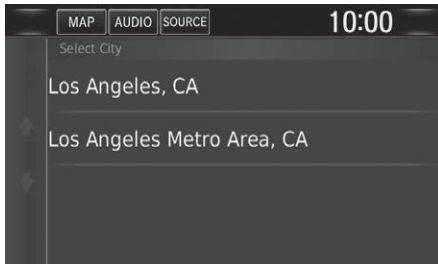 MAP AUDIO SOURCE 10:00
Select City
Los Angeles, CA
Los Angeles Metro Area, CA